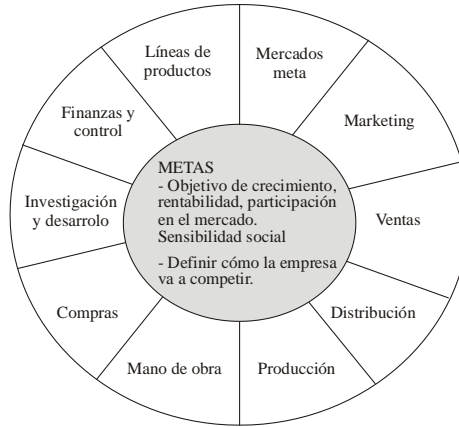 Líneas de
productos
Mercados
meta
Marketing
Ventas
Distribución
Producción
Mano de obra
Compras
Investigación
y desarrolo
Finanzas y
control
METAS
- Objetivo de crecimiento,
rentabilidad, participación
en el mercado.
Sensibilidad social
- Definir cómo la empresa
va a competir.